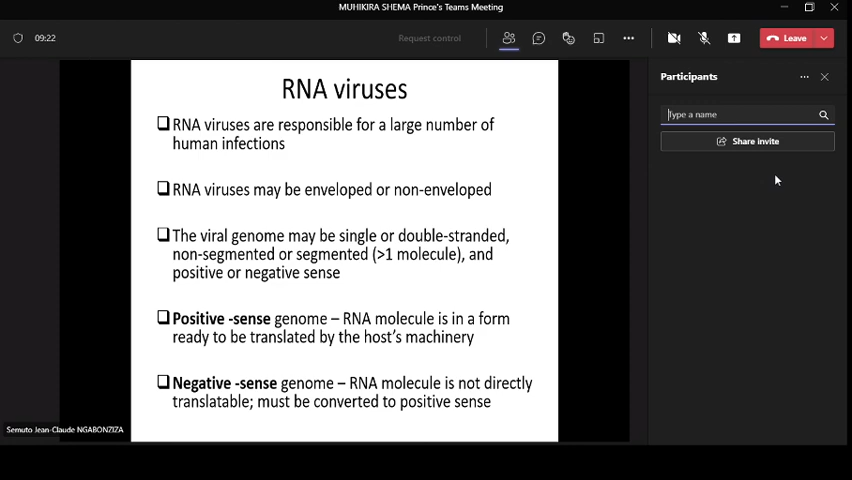 MUHIKIRA SHEMA Prince's Teams Meeting
09:22
Request control
Leave
RNA viruses
RNA viruses are responsible for a large number of
human infections
RNA viruses may be enveloped or non-enveloped
The viral genome may be single or double-stranded,
non-segmented or segmented (>1 molecule), and
positive or negative sense
Positive -sense genome – RNA molecule is in a form
ready to be translated by the host's machinery
Negative -sense genome – RNA molecule is not directly
translatable; must be converted to positive sense
Semuto Jean-Claude NGABONZIZA
Participants
Type a name
Share invite